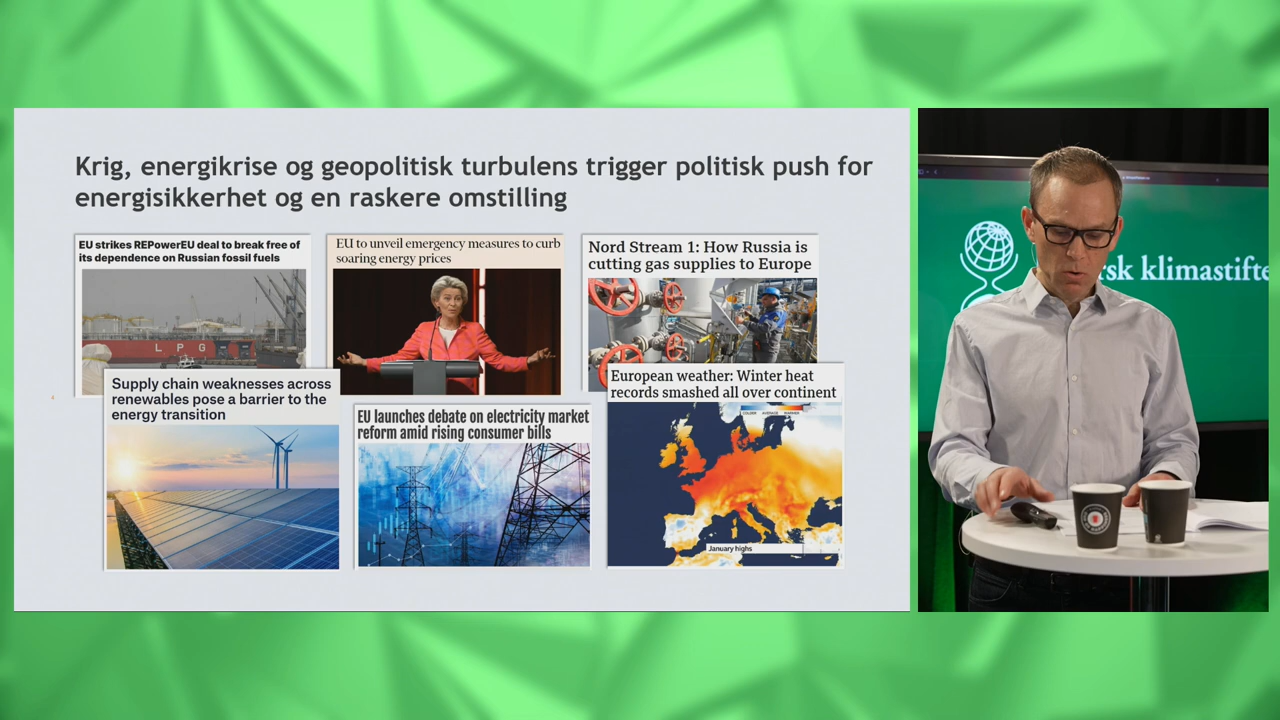 Krig, energikrise og geopolitisk turbulens trigger politisk push for
energisikkerhet og en raskere omstilling
EU strikes REPowerEU deal to break free of
its dependence on Russian fossil fuels
L P G
EU to unveil emergency measures to curb
soaring energy prices
Nord Stream 1: How Russia is
cutting gas supplies to Europe
Supply chain weaknesses across
renewables pose a barrier to the
energy transition
EU launches debate on electricity market
reform amid rising consumer bills
European weather: Winter heat
records smashed all over continent
COLDER AVERAGE WARMER
January highs
rsk klimastifte